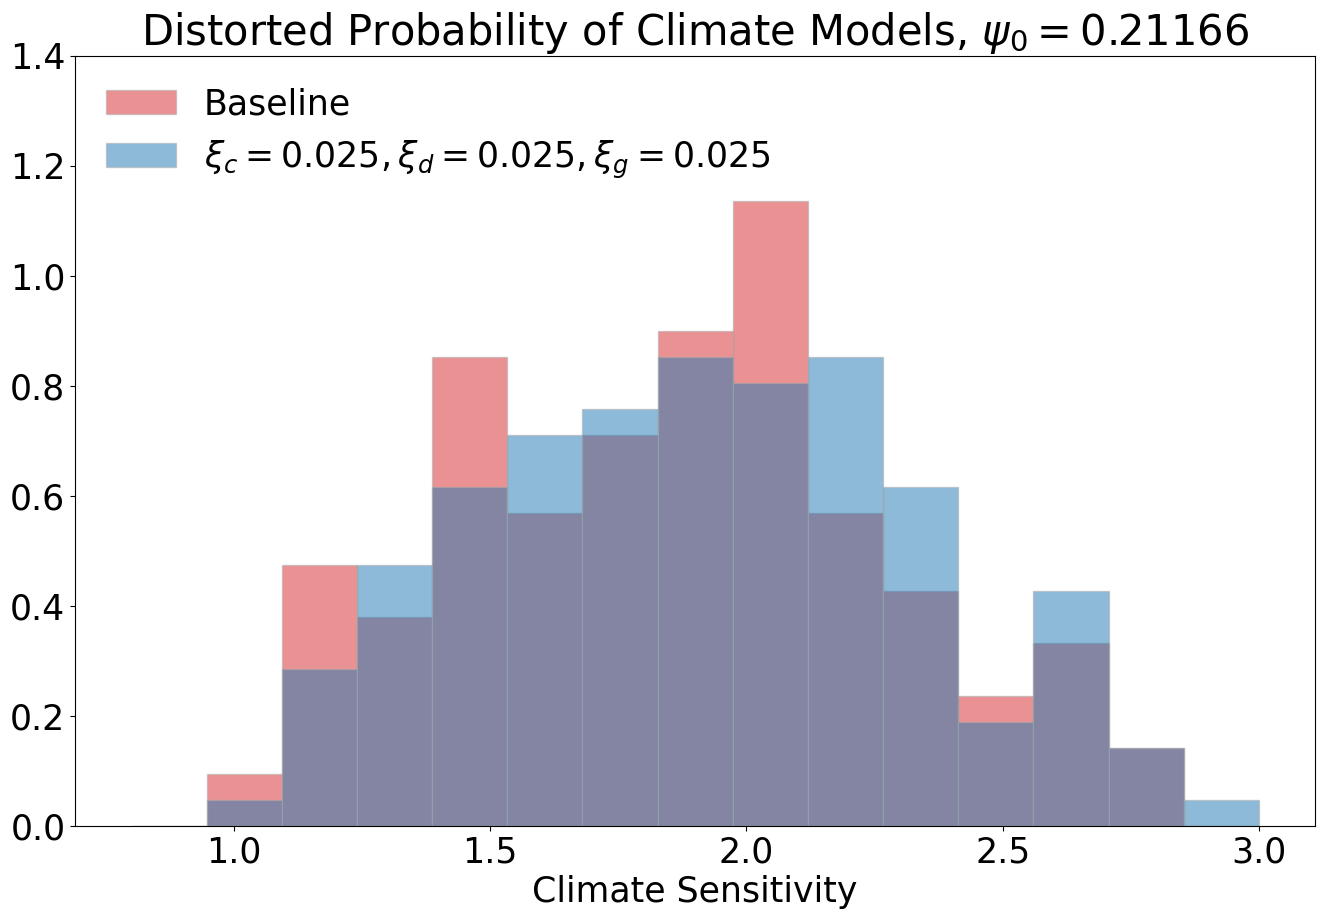 Distorted Probability of Climate Models, ψ₀ = 0.21166
1.4
Baseline
ξ_c = 0.025, ξ_d = 0.025, ξ_g = 0.025
1.2
1.0
0.8
0.6
0.4
0.2
0.0
1.0 1.5 2.0 2.5 3.0
Climate Sensitivity